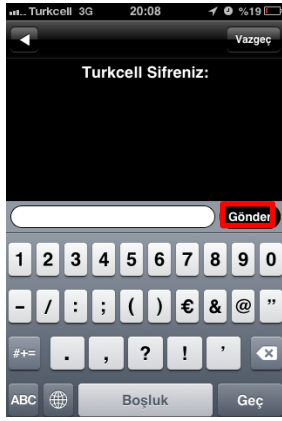 Turkcell 3G 20:08 %19
Vazgeç
Turkcell Sifreniz:
Gönder
1 2 3 4 5 6 7 8 9 0
- / : ; ( ) € & @ "
#+= . , ? ! '
ABC Boşluk Geç